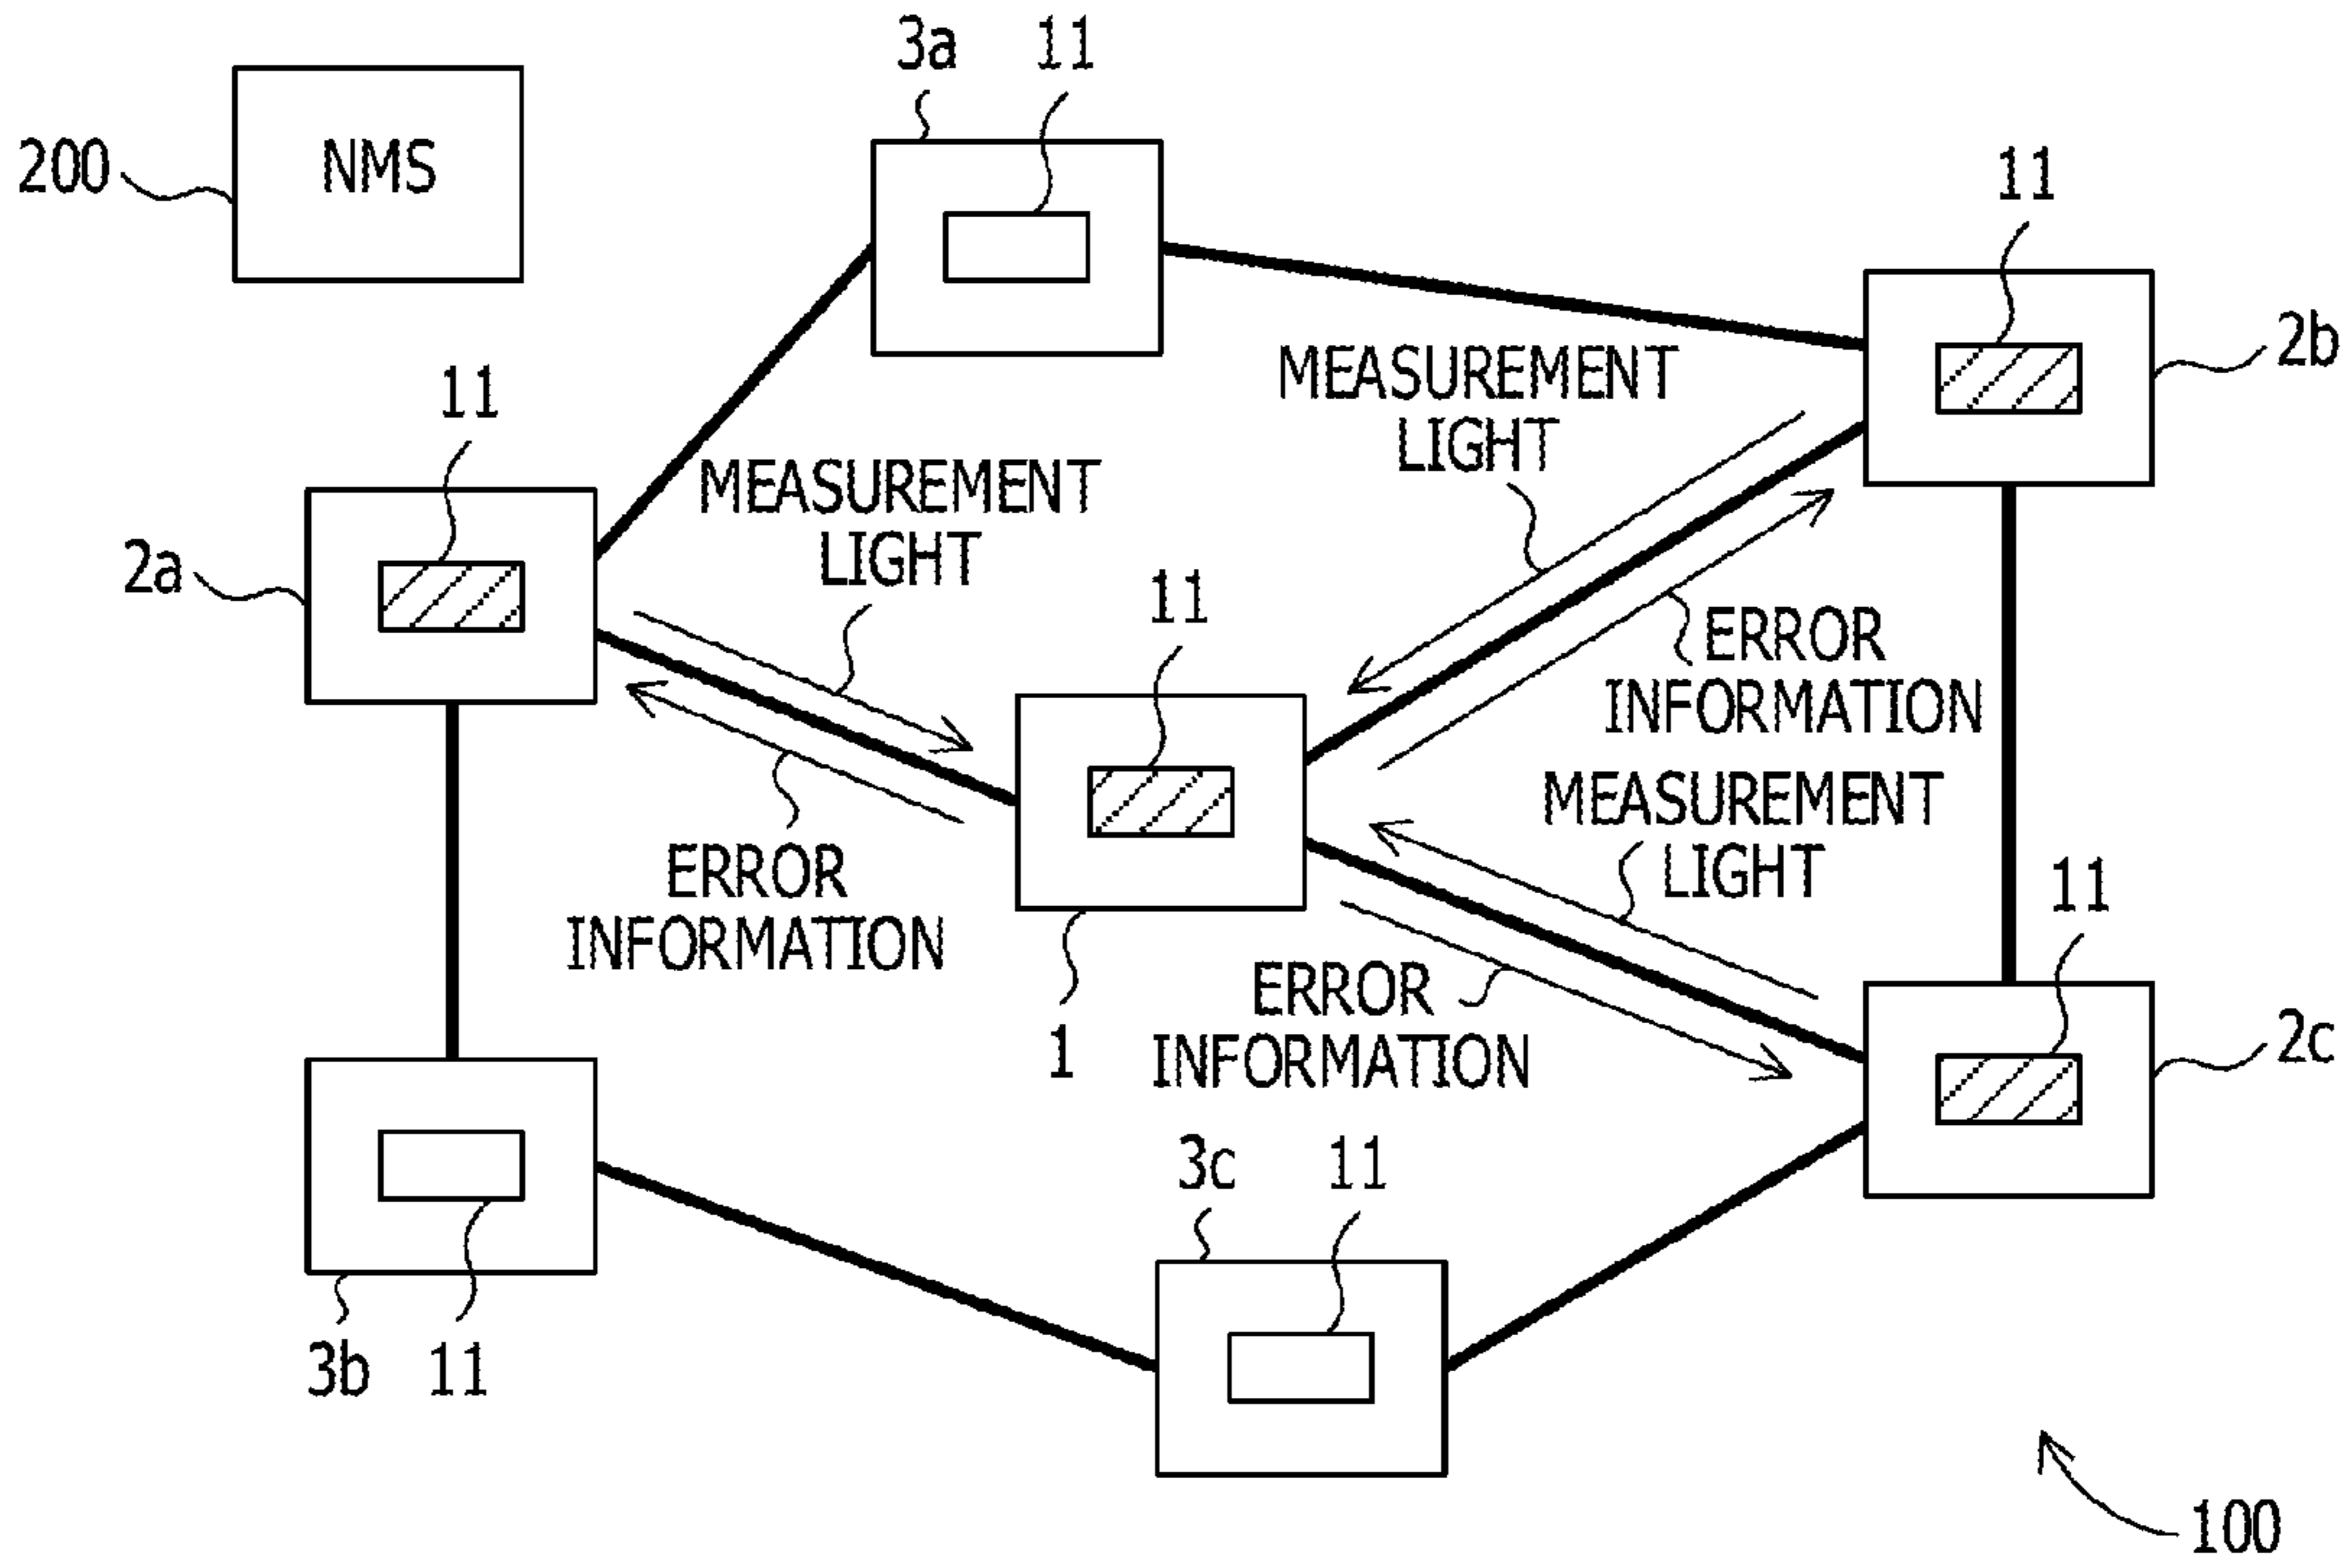 3a
11
NMS
200
11
2b
MEASUREMENT
LIGHT
11
MEASUREMENT
LIGHT
2a
11
ERROR
INFORMATION
MEASUREMENT
LIGHT
ERROR
INFORMATION
11
ERROR
INFORMATION
1
2c
3c
11
3b
11
100